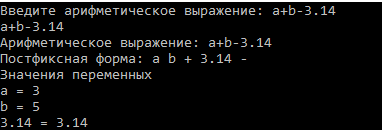 Введите арифметическое выражение: a+b-3.14
a+b-3.14
Арифметическое выражение: a+b-3.14
Постфиксная форма: a b + 3.14 -
Значения переменных
a = 3
b = 5
3.14 = 3.14